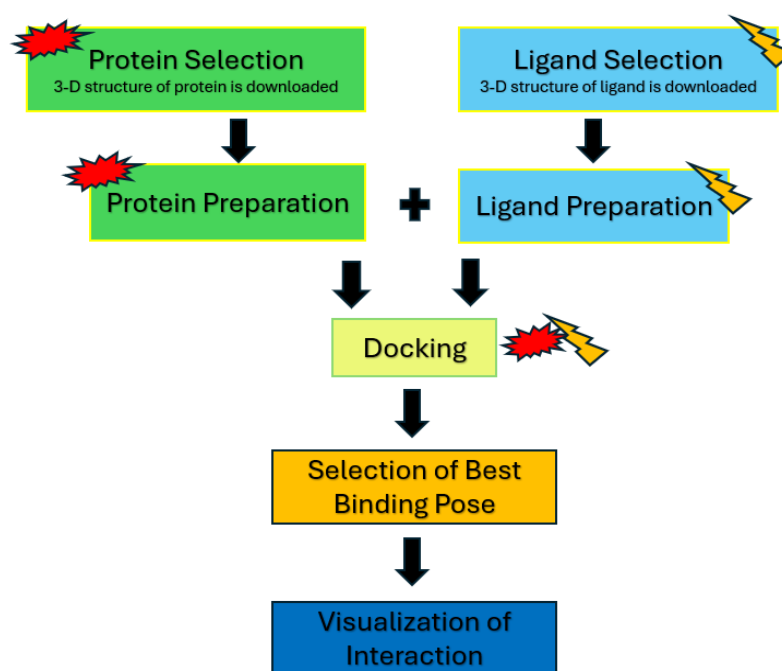 Protein Selection
3-D structure of protein is downloaded
Ligand Selection
3-D structure of ligand is downloaded
Protein Preparation
Ligand Preparation
Docking
Selection of Best
Binding Pose
Visualization of
Interaction